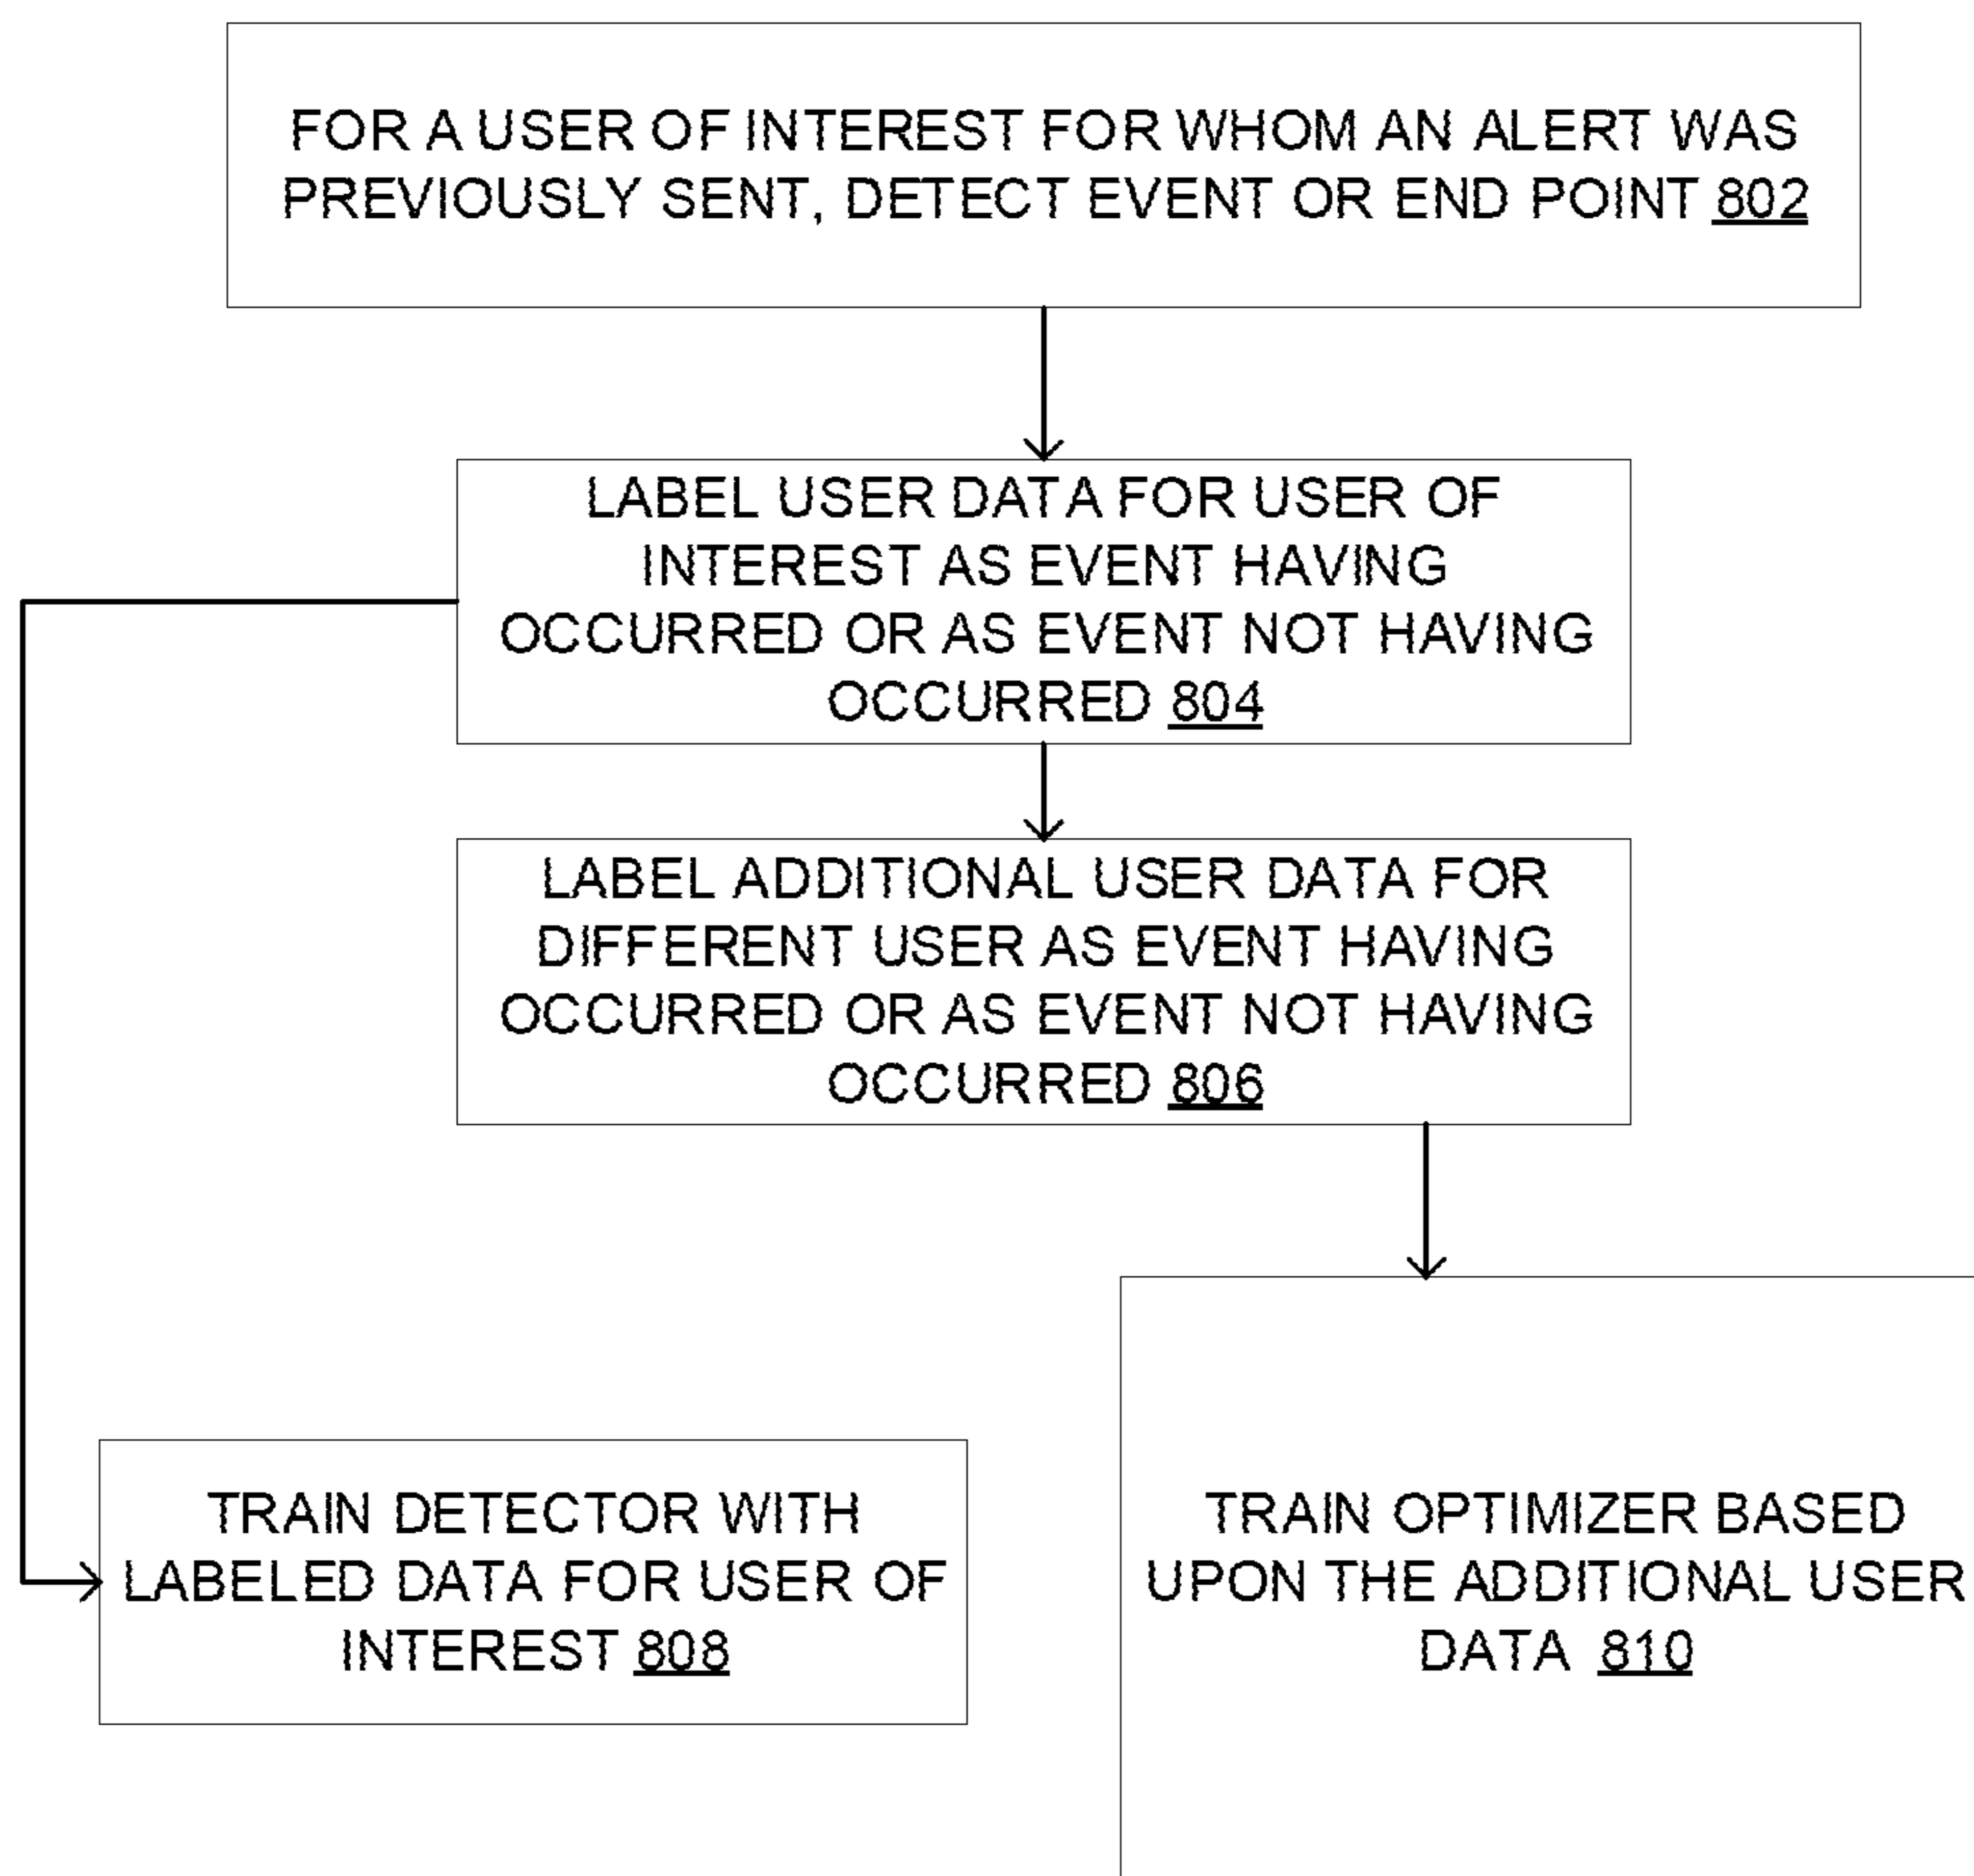 FOR A USER OF INTEREST FOR WHOM AN ALERT WAS
PREVIOUSLY SENT, DETECT EVENT OR END POINT 802
LABEL USER DATA FOR USER OF
INTEREST AS EVENT HAVING
OCCURRED OR AS EVENT NOT HAVING
OCCURRED 804
LABEL ADDITIONAL USER DATA FOR
DIFFERENT USER AS EVENT HAVING
OCCURRED OR AS EVENT NOT HAVING
OCCURRED 806
TRAIN DETECTOR WITH
LABELED DATA FOR USER OF
INTEREST 808
TRAIN OPTIMIZER BASED
UPON THE ADDITIONAL USER
DATA 810